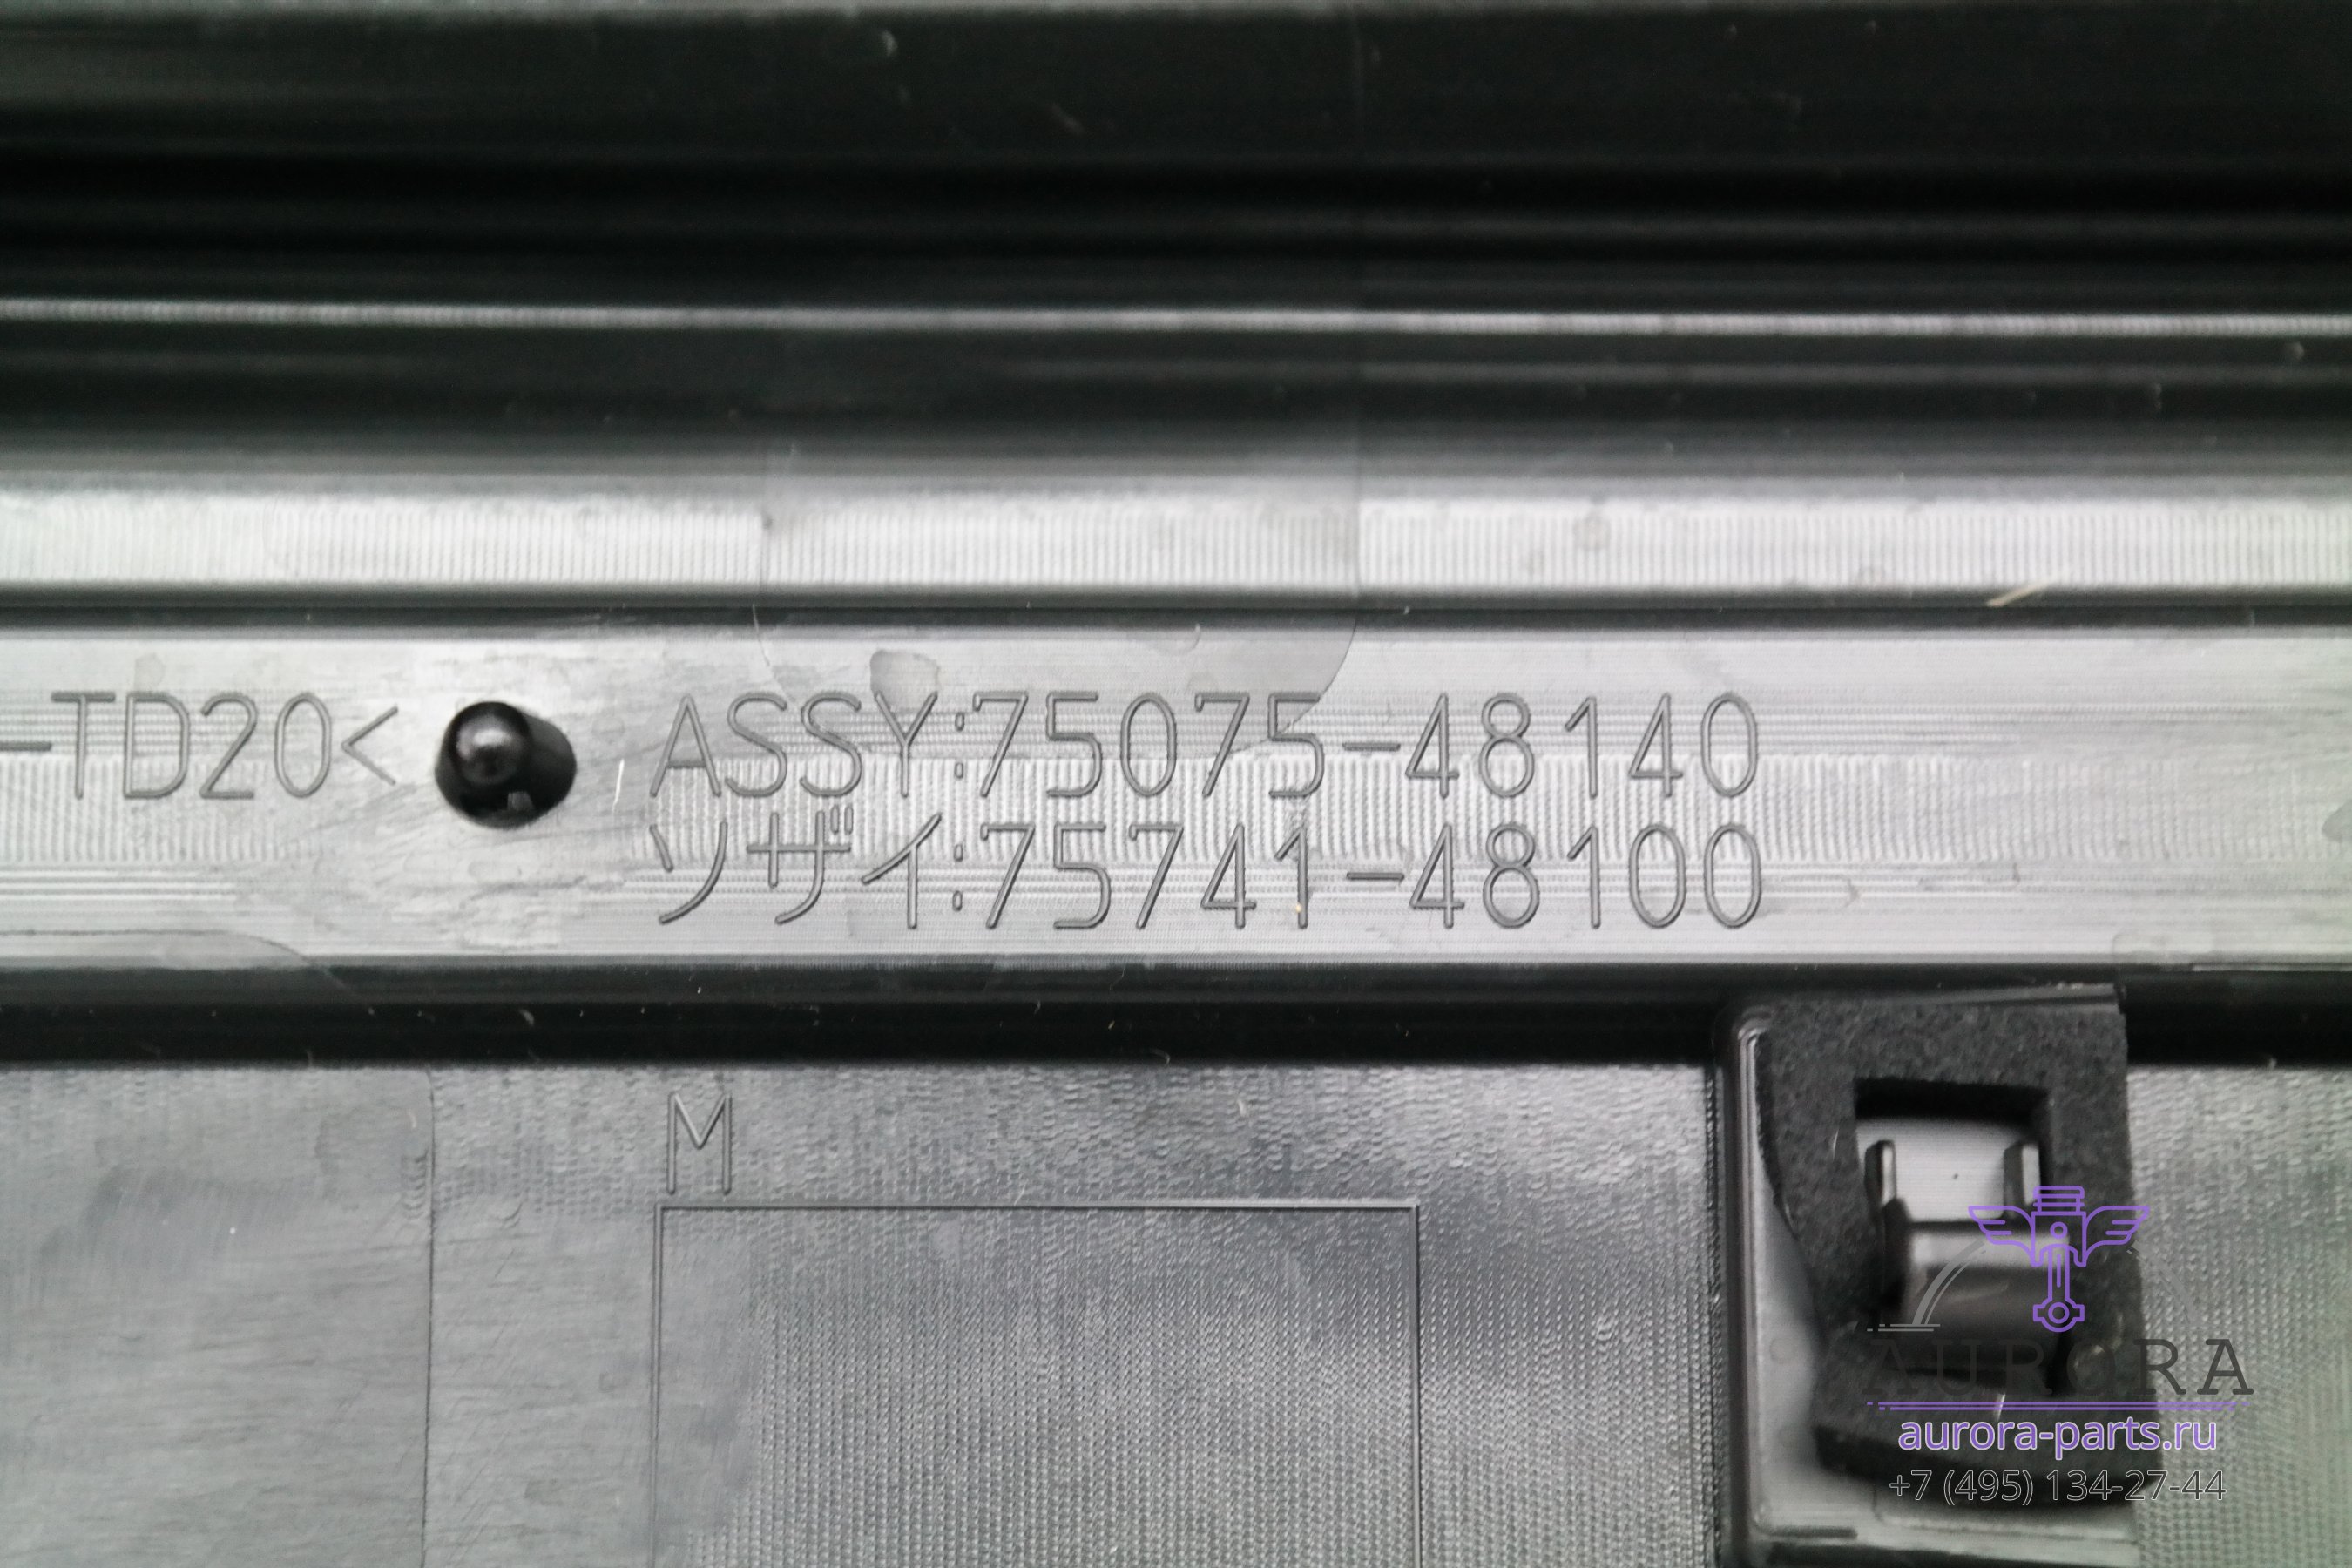 -TD20< ASSY:75075-48140
ソザイ:75741-48100
M
AURORA
aurora-parts.ru
+7 (495) 134-27-44